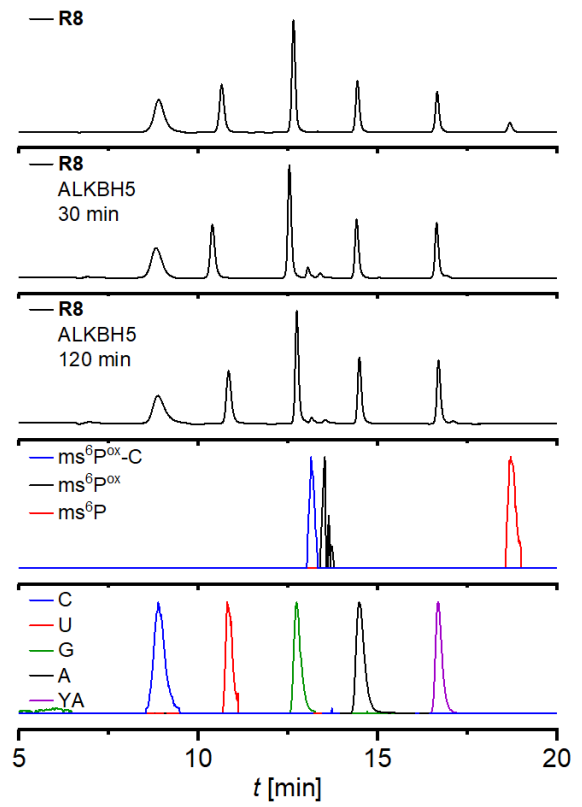 R8
R8
ALKBH5
30 min
R8
ALKBH5
120 min
ms⁶Pᵒˣ-C
ms⁶Pᵒˣ
ms⁶P
C
U
G
A
YA
5 10 15 20
t [min]